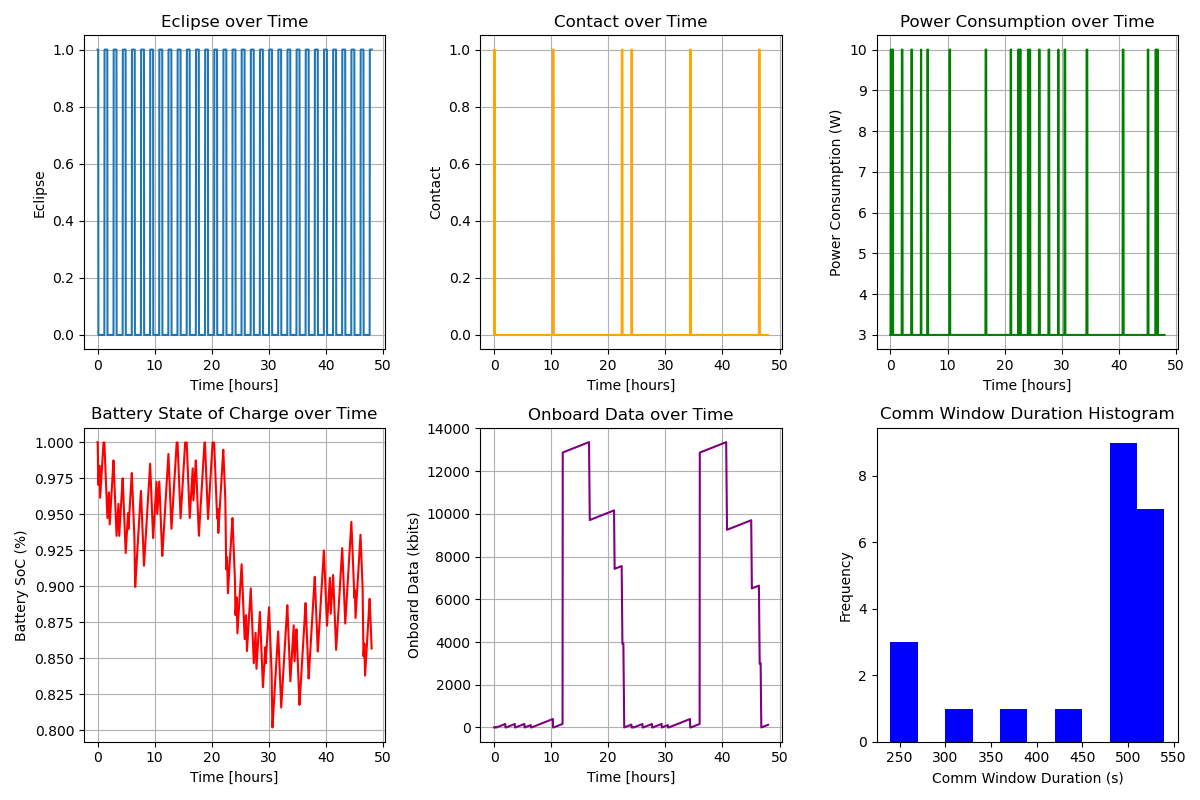 Eclipse over Time
1.0
0.8
0.6
0.4
0.2
0.0
Eclipse
0 10 20 30 40 50
Time [hours]
Contact over Time
1.0
0.8
0.6
0.4
0.2
0.0
Contact
0 10 20 30 40 50
Time [hours]
Power Consumption over Time
10
9
8
7
6
5
4
3
Power Consumption (W)
0 10 20 30 40 50
Time [hours]
Battery State of Charge over Time
1.000
0.975
0.950
0.925
0.900
0.875
0.850
0.825
0.800
Battery SoC (%)
0 10 20 30 40 50
Time [hours]
Onboard Data over Time
14000
12000
10000
8000
6000
4000
2000
0
Onboard Data (kbits)
0 10 20 30 40 50
Time [hours]
Comm Window Duration Histogram
8
6
4
2
0
Frequency
250 300 350 400 450 500 550
Comm Window Duration (s)